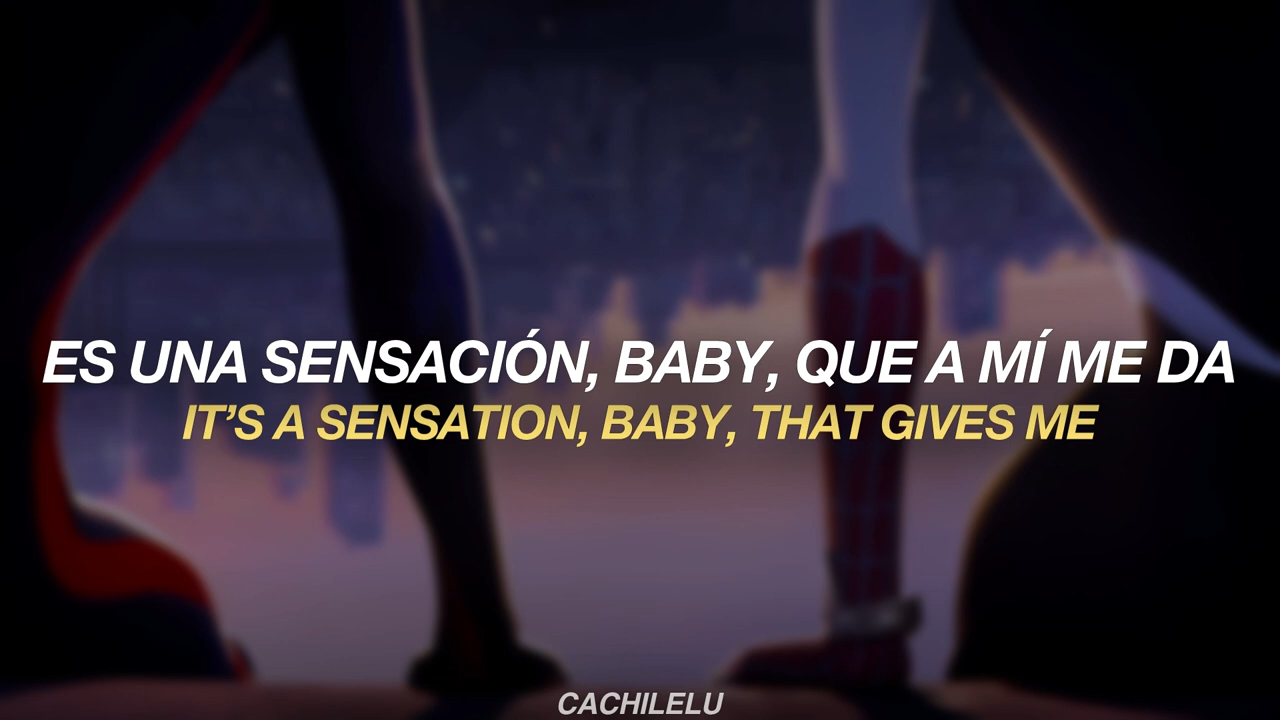 ES UNA SENSACIÓN, BABY, QUE A MÍ ME DA
IT’S A SENSATION, BABY, THAT GIVES ME
CACHILELU